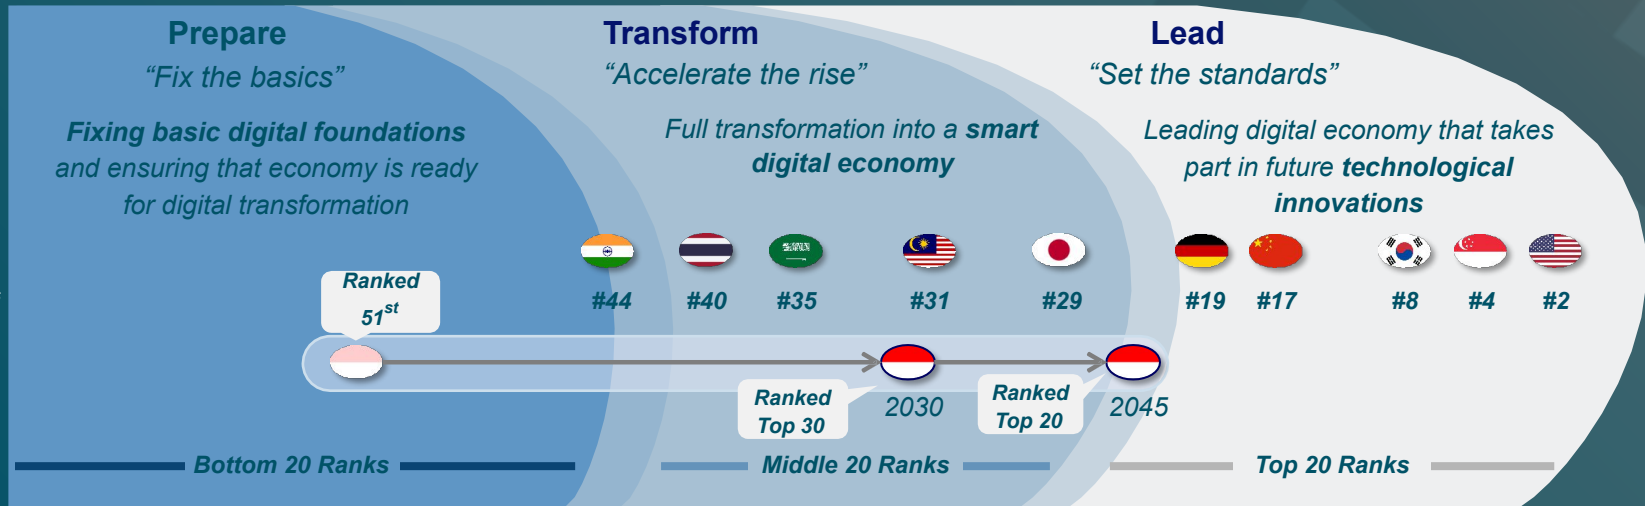 Prepare
“Fix the basics”
Fixing basic digital foundations
and ensuring that economy is ready
for digital transformation
Transform
“Accelerate the rise”
Full transformation into a smart
digital economy
Lead
“Set the standards”
Leading digital economy that takes
part in future technological
innovations
#44
#40
#35
#31
#29
#19
#17
#8
#4
#2
Ranked
51st
Ranked
Top 30
2030
Ranked
Top 20
2045
Bottom 20 Ranks
Middle 20 Ranks
Top 20 Ranks